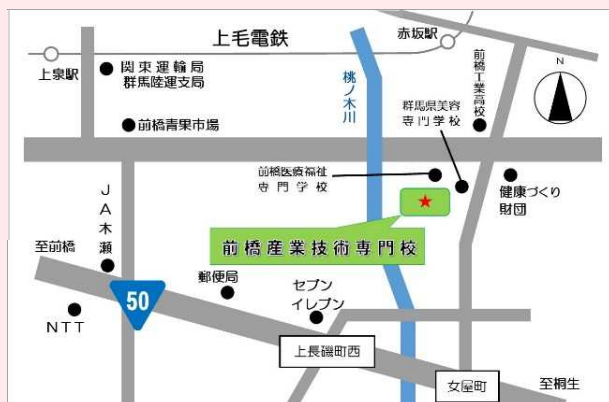 上毛電鉄
赤坂駅
上泉駅
関東運輸局
群馬陸運支局
前橋青果市場
桃ノ木川
前橋工業高校
N
群馬県美容
専門学校
前橋医療福祉
専門学校
健康づくり
財団
JA木瀬
前橋産業技術専門校
至前橋
郵便局
セブン
イレブン
50
NTT
上長磯町西
女屋町
至桐生